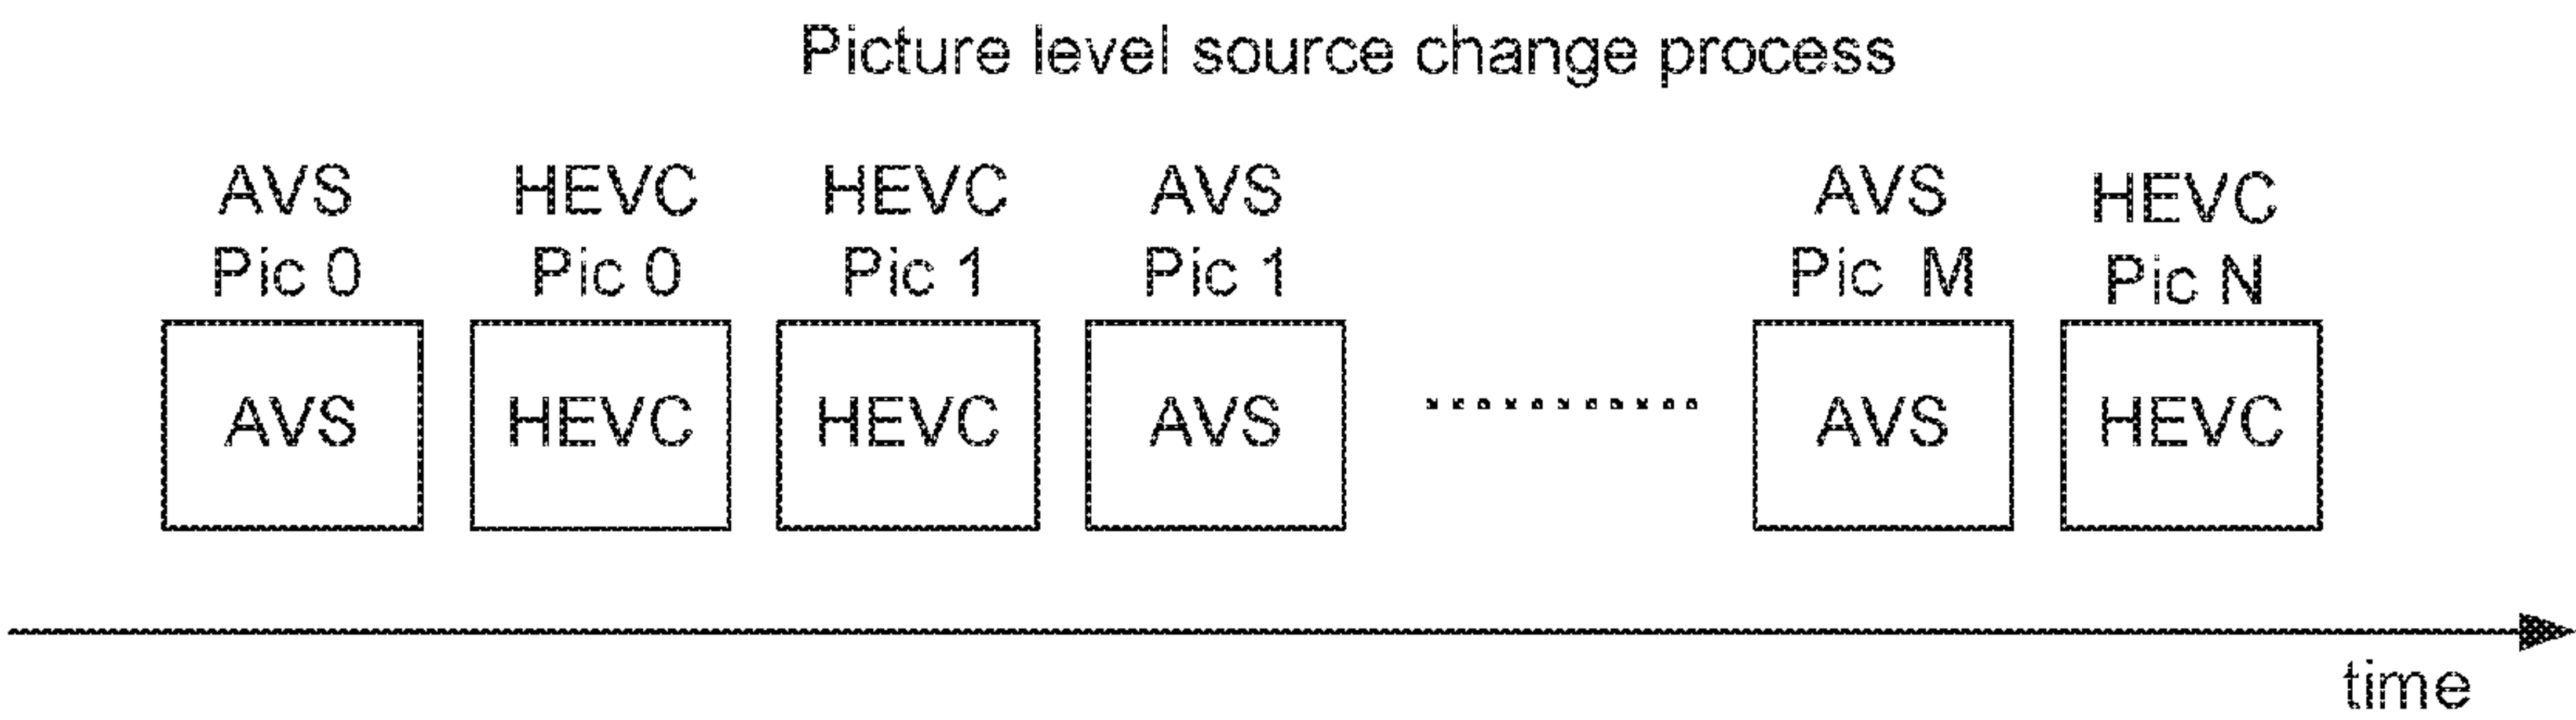 Picture level source change process
AVS HEVC HEVC AVS AVS HEVC
Pic 0 Pic 0 Pic 1 Pic 1 Pic M Pic N
AVS HEVC HEVC AVS AVS HEVC
time